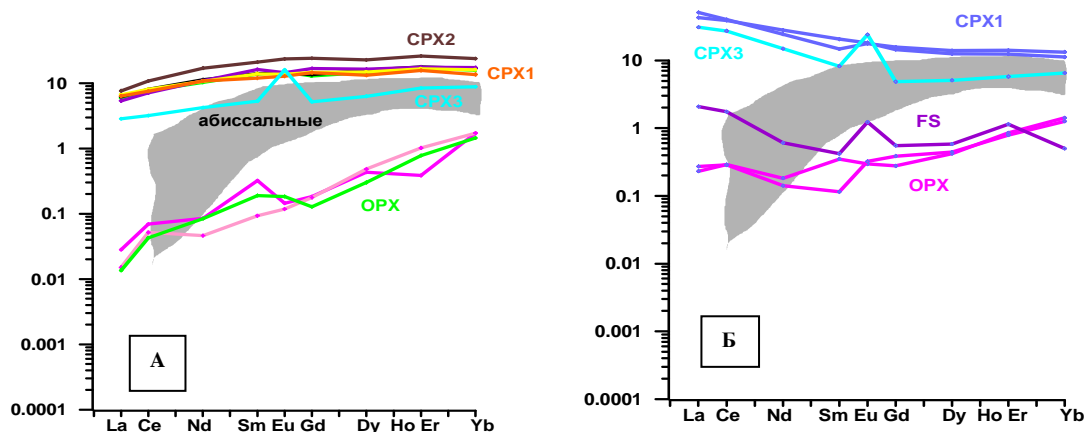 CPX2
CPX1
CPX3
абиссальные
OPX
10
1
0.1
0.01
0.001
0.0001
А
La Ce Nd Sm Eu Gd Dy Ho Er Yb
CPX1
CPX3
FS
OPX
10
1
0.1
0.01
0.001
0.0001
Б
La Ce Nd Sm Eu Gd Dy Ho Er Yb